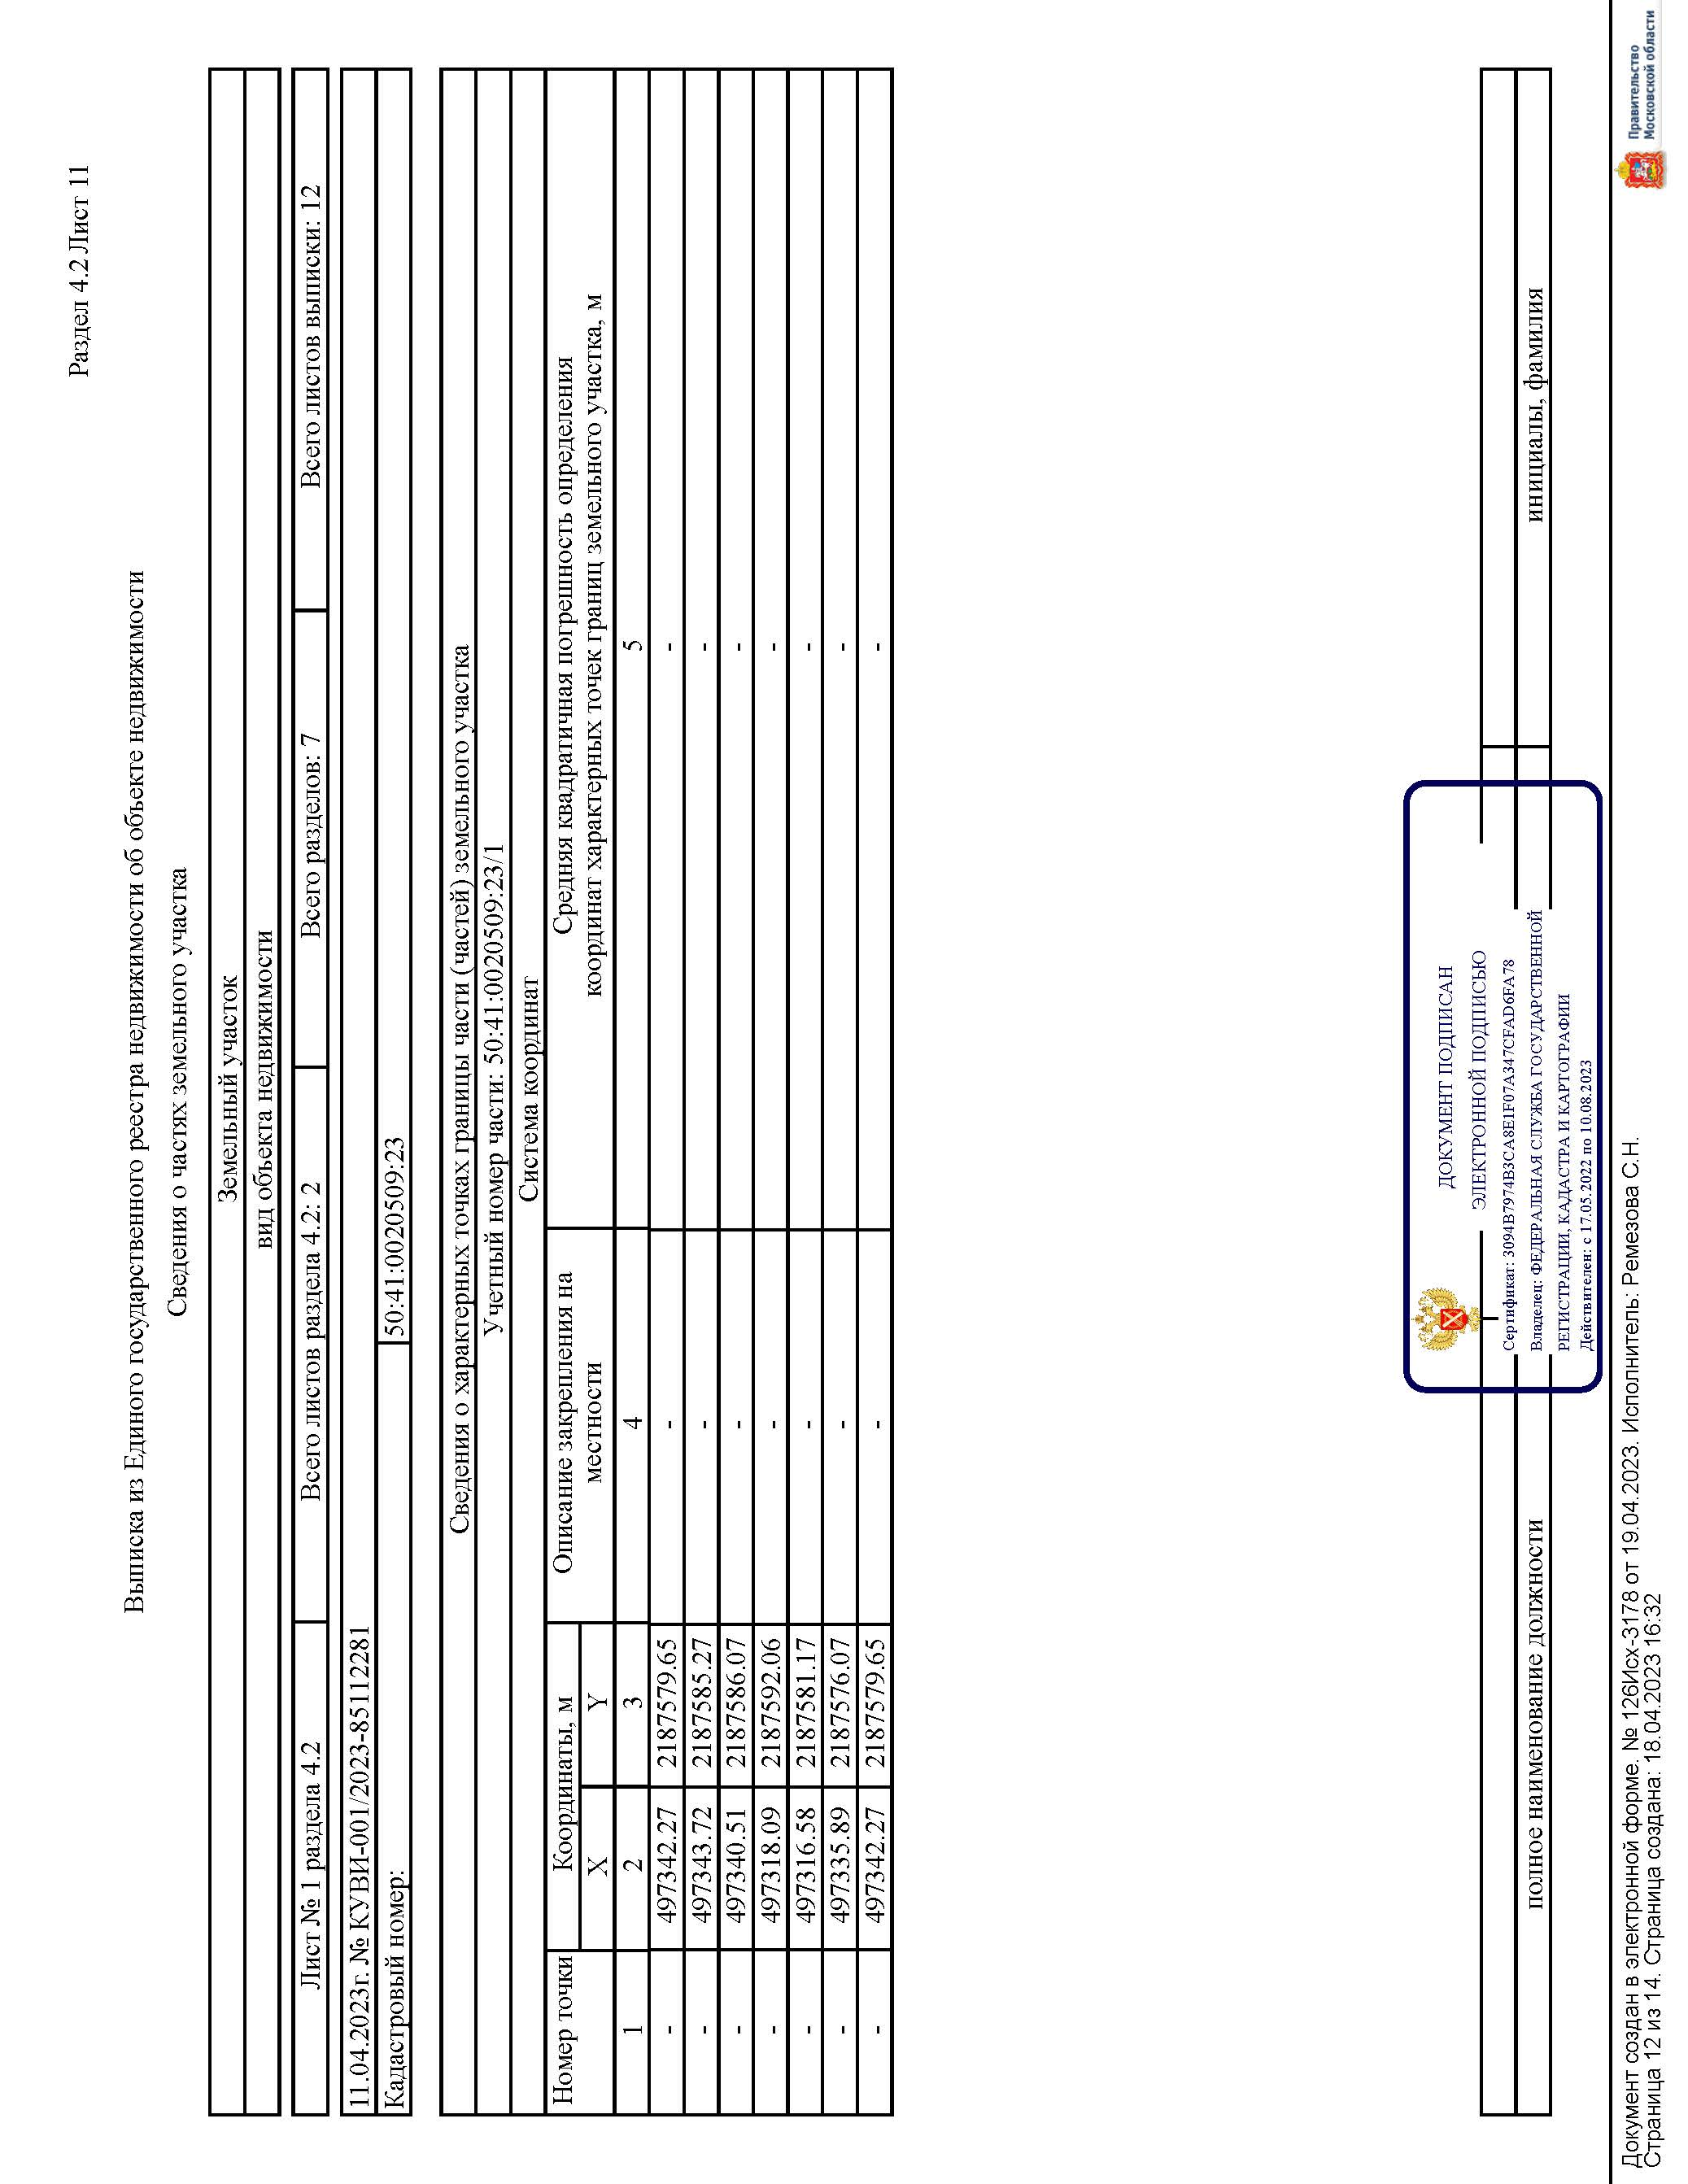 Раздел 4.2 Лист 11
Выписка из Единого государственного реестра недвижимости об объекте недвижимости
Сведения о частях земельного участка
Земельный участок
вид объекта недвижимости
Лист № 1 раздела 4.2 Всего листов раздела 4.2: 2 Всего разделов: 7 Всего листов выписки: 12
11.04.2023г. № КУВИ-001/2023-85112281
Кадастровый номер: 50:41:0020509:23
Сведения о характерных точках границы части (частей) земельного участка
Учетный номер части: 50:41:0020509:23/1
Система координат
Номер точки Координаты, м Описание закрепления на местности Средняя квадратичная погрешность определения
координат характерных точек границ земельного участка, м
X Y
1 2 3 4 5
- 497342.27 2187579.65 - -
- 497343.72 2187585.27 - -
- 497340.51 2187586.07 - -
- 497318.09 2187592.06 - -
- 497316.58 2187581.17 - -
- 497335.89 2187576.07 - -
- 497342.27 2187579.65 - -
ДОКУМЕНТ ПОДПИСАН
ЭЛЕКТРОННОЙ ПОДПИСЬЮ
Сертификат: 3094B7974B3CA8E1F07A347CFAD6FA78
Владелец: ФЕДЕРАЛЬНАЯ СЛУЖБА ГОСУДАРСТВЕННОЙ
РЕГИСТРАЦИИ, КАДАСТРА И КАРТОГРАФИИ
Действителен: с 17.05.2022 по 10.08.2023
полное наименование должности инициалы, фамилия
Документ создан в электронной форме. № 126Исх-3178 от 19.04.2023. Исполнитель: Ремезова С.Н.
Страница 12 из 14. Страница создана: 18.04.2023 16:32
Правительство
Московской области